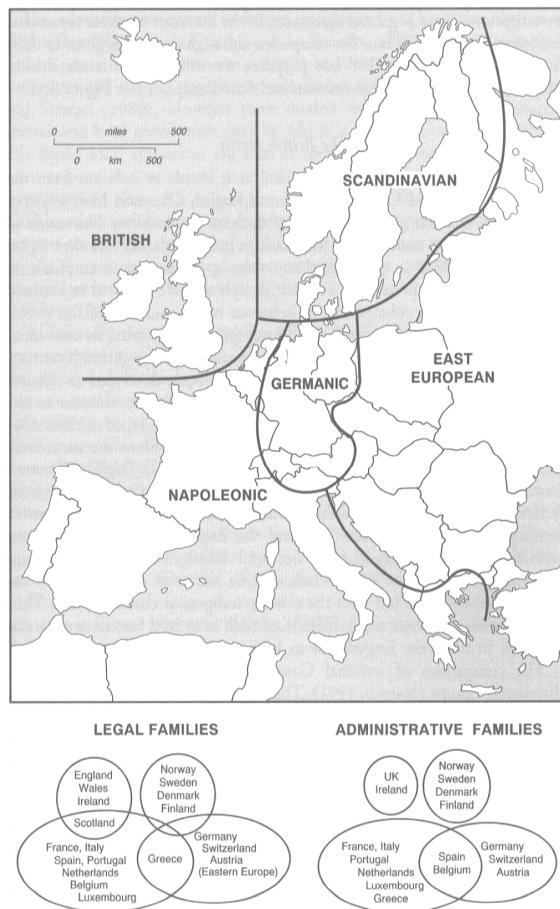 0 miles 500
0 km 500
SCANDINAVIAN
BRITISH
EAST
EUROPEAN
GERMANIC
NAPOLEONIC
LEGAL FAMILIES
England
Wales
Ireland
Scotland
Norway
Sweden
Denmark
Finland
France, Italy
Spain, Portugal
Netherlands
Belgium
Luxembourg
Greece
Germany
Switzerland
Austria
(Eastern Europe)
ADMINISTRATIVE FAMILIES
UK
Ireland
Norway
Sweden
Denmark
Finland
France, Italy
Portugal
Netherlands
Luxembourg
Greece
Spain
Belgium
Germany
Switzerland
Austria